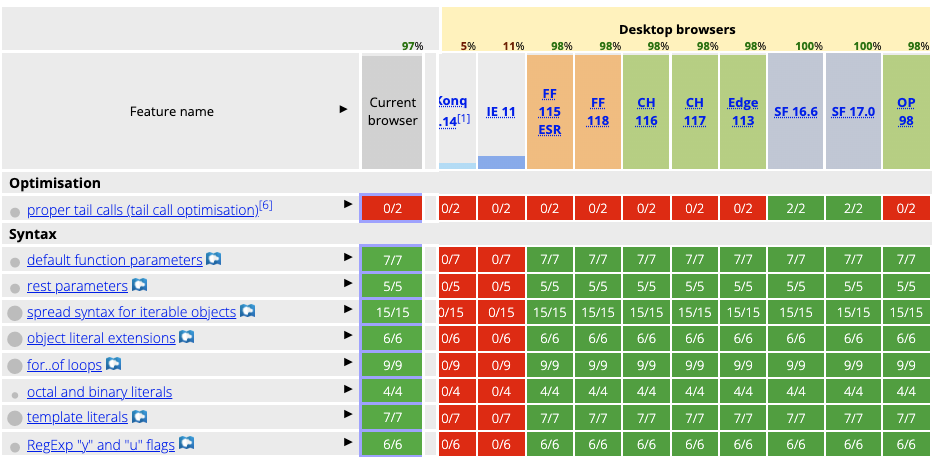 Desktop browsers
97% 5% 11% 98% 98% 98% 98% 98% 100% 100% 98%
Feature name ► Current browser Konq .14[1] IE 11 FF 115 ESR FF 118 CH 116 CH 117 Edge 113 SF 16.6 SF 17.0 OP 98
Optimisation
proper tail calls (tail call optimisation)[6] ► 0/2 0/2 0/2 0/2 0/2 0/2 0/2 0/2 2/2 2/2 0/2
Syntax
default function parameters ► 7/7 0/7 0/7 7/7 7/7 7/7 7/7 7/7 7/7 7/7 7/7
rest parameters ► 5/5 0/5 0/5 5/5 5/5 5/5 5/5 5/5 5/5 5/5 5/5
spread syntax for iterable objects ► 15/15 0/15 0/15 15/15 15/15 15/15 15/15 15/15 15/15 15/15 15/15
object literal extensions ► 6/6 0/6 0/6 6/6 6/6 6/6 6/6 6/6 6/6 6/6 6/6
for..of loops ► 9/9 0/9 0/9 9/9 9/9 9/9 9/9 9/9 9/9 9/9 9/9
octal and binary literals ► 4/4 0/4 0/4 4/4 4/4 4/4 4/4 4/4 4/4 4/4 4/4
template literals ► 7/7 0/7 0/7 7/7 7/7 7/7 7/7 7/7 7/7 7/7 7/7
RegExp "y" and "u" flags ► 6/6 0/6 0/6 6/6 6/6 6/6 6/6 6/6 6/6 6/6 6/6